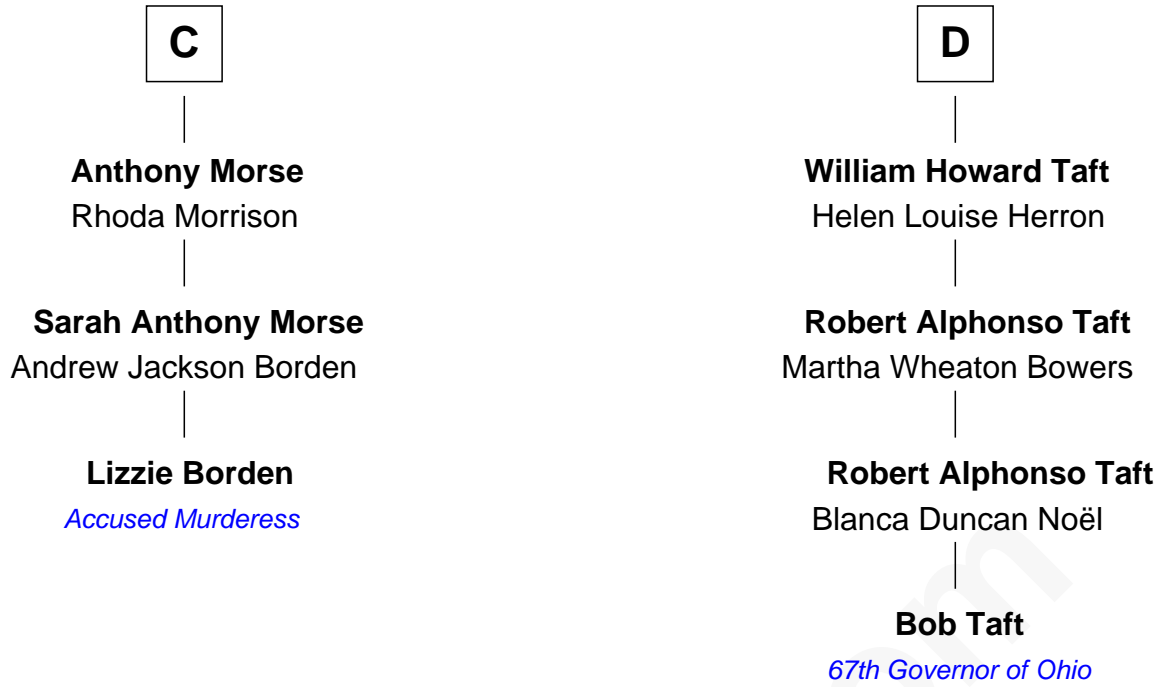 C
Anthony Morse
Rhoda Morrison
Sarah Anthony Morse
Andrew Jackson Borden
Lizzie Borden
Accused Murderess
D
William Howard Taft
Helen Louise Herron
Robert Alphonso Taft
Martha Wheaton Bowers
Robert Alphonso Taft
Blanca Duncan Noël
Bob Taft
67th Governor of Ohio